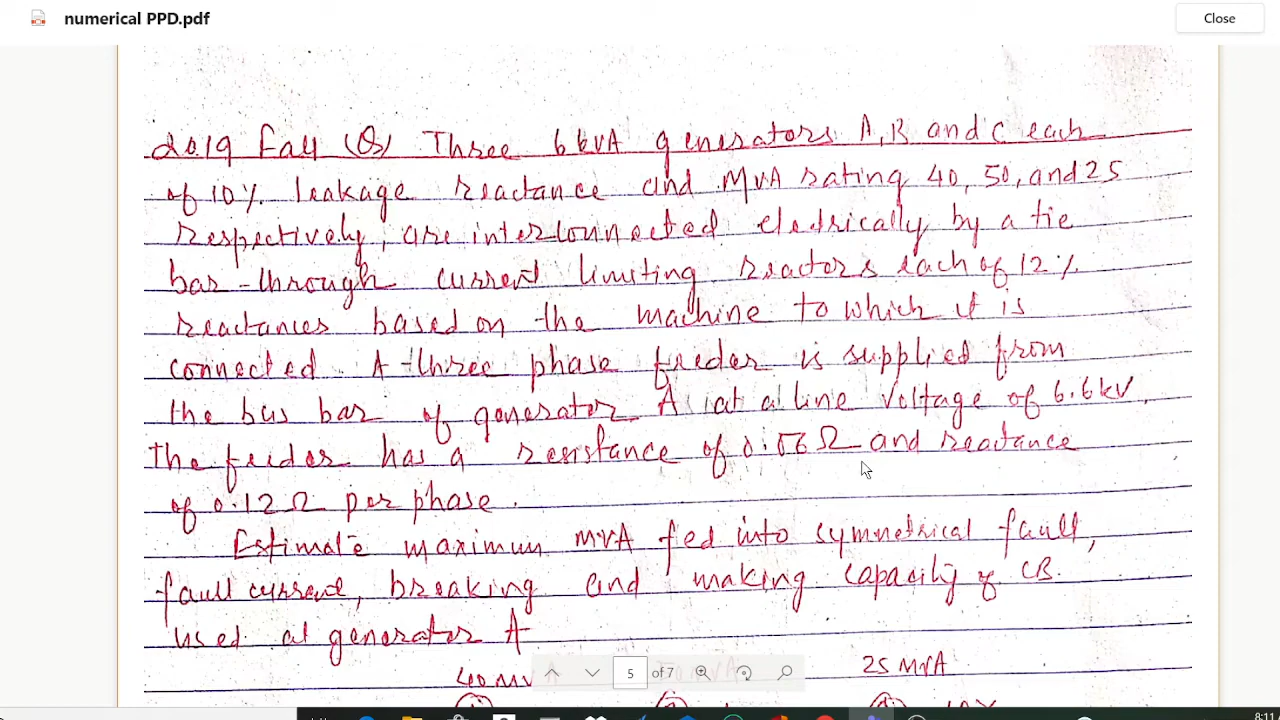 numerical PPD.pdf
Close
2019 Fall (Q) Three 6kVA generators A, B and C each
of 10% leakage reactance and MVA rating 40, 50, and 25
respectively, are interconnected eletrically by a tie
bar through current limiting reactors each of 12%
reactances based on the machine to which it is
connected. A three phase feeder is supplied from
the bus bar of generator A at a line voltage of 6.6kV.
The feeder has a resistance of 0.06Ω and reactance
of 0.12Ω per phase.
Estimate maximum MVA fed into symmetrical fault,
fault current, breaking and making capacity of CB.
used at generator A
25 MVA
5 of 7
8:11